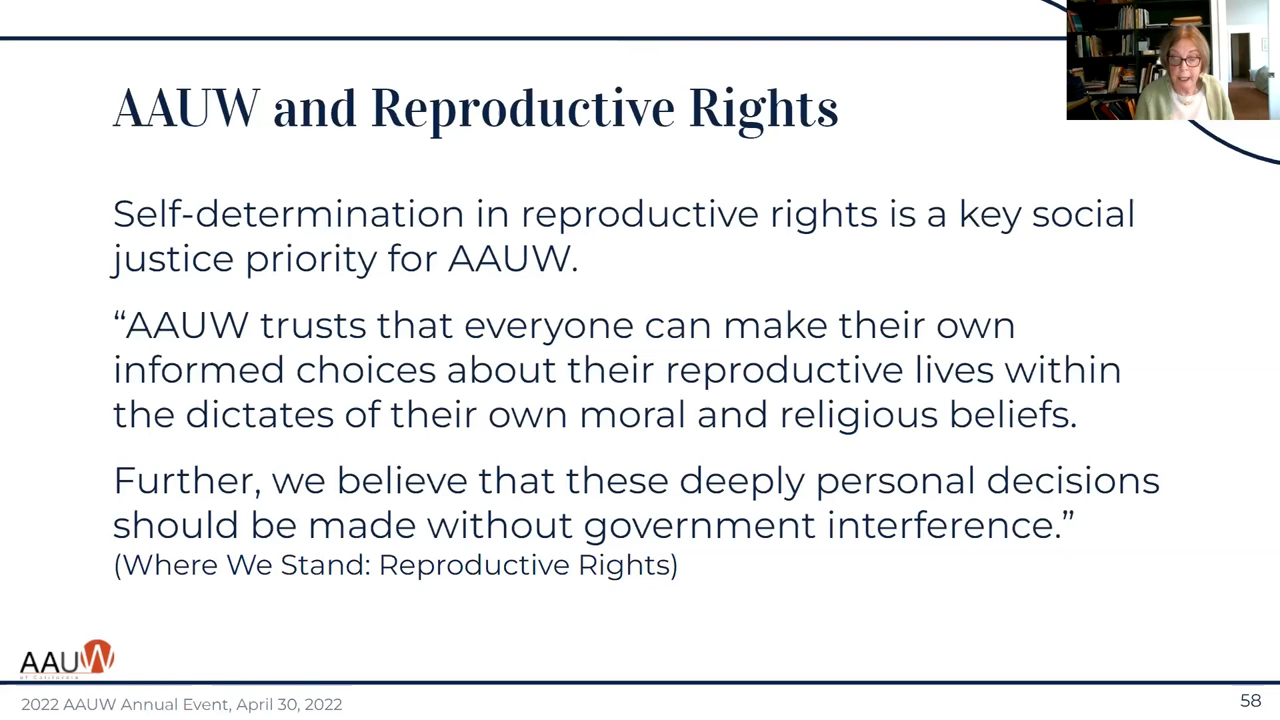 AAUW and Reproductive Rights
Self-determination in reproductive rights is a key social
justice priority for AAUW.
“AAUW trusts that everyone can make their own
informed choices about their reproductive lives within
the dictates of their own moral and religious beliefs.
Further, we believe that these deeply personal decisions
should be made without government interference.”
(Where We Stand: Reproductive Rights)
AAUW
of California
2022 AAUW Annual Event, April 30, 2022
58